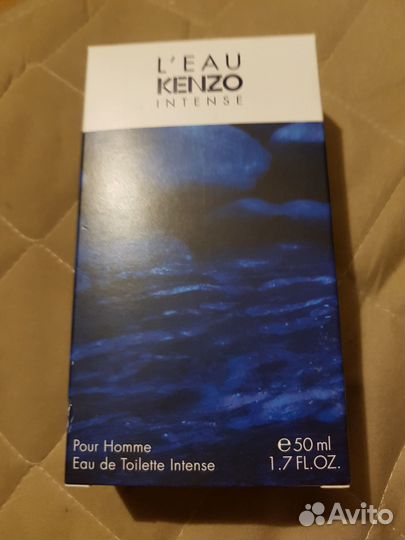 L'EAU
KENZO
INTENSE
Pour Homme
Eau de Toilette Intense
℮ 50 ml
1.7 FL.OZ.
Avito